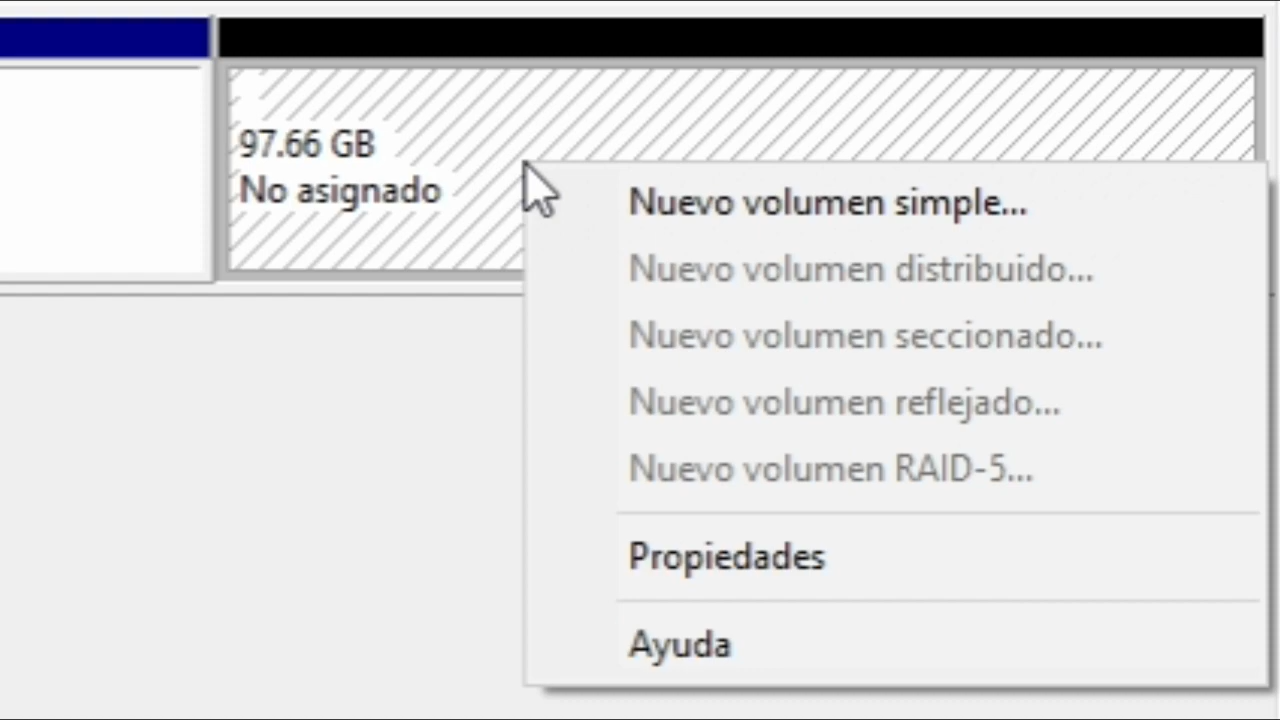 97.66 GB
No asignado
Nuevo volumen simple...
Nuevo volumen distribuido...
Nuevo volumen seccionado...
Nuevo volumen reflejado...
Nuevo volumen RAID-5...
Propiedades
Ayuda